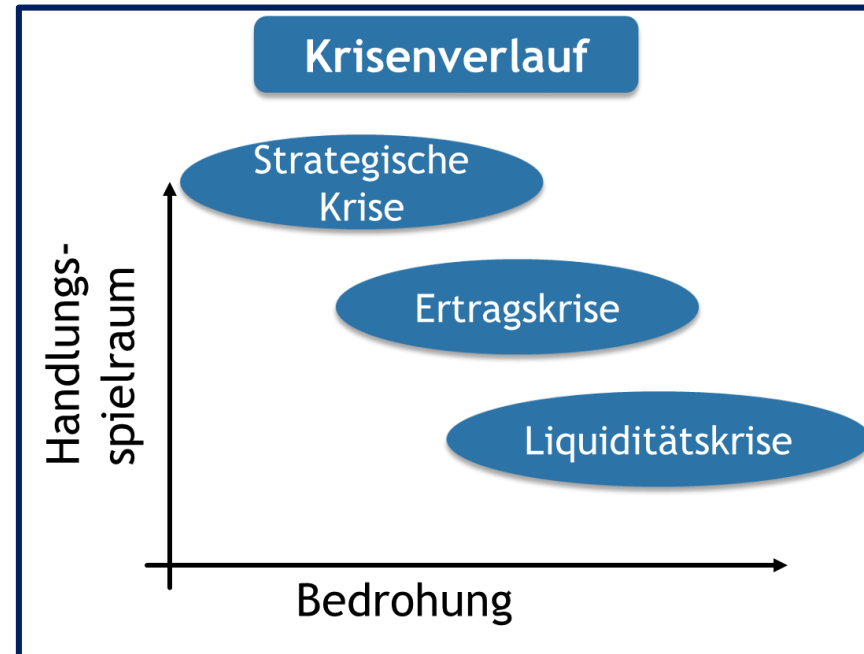 Krisenverlauf
Strategische
Krise
Ertragskrise
Liquiditätskrise
Handlungs-
spielraum
Bedrohung